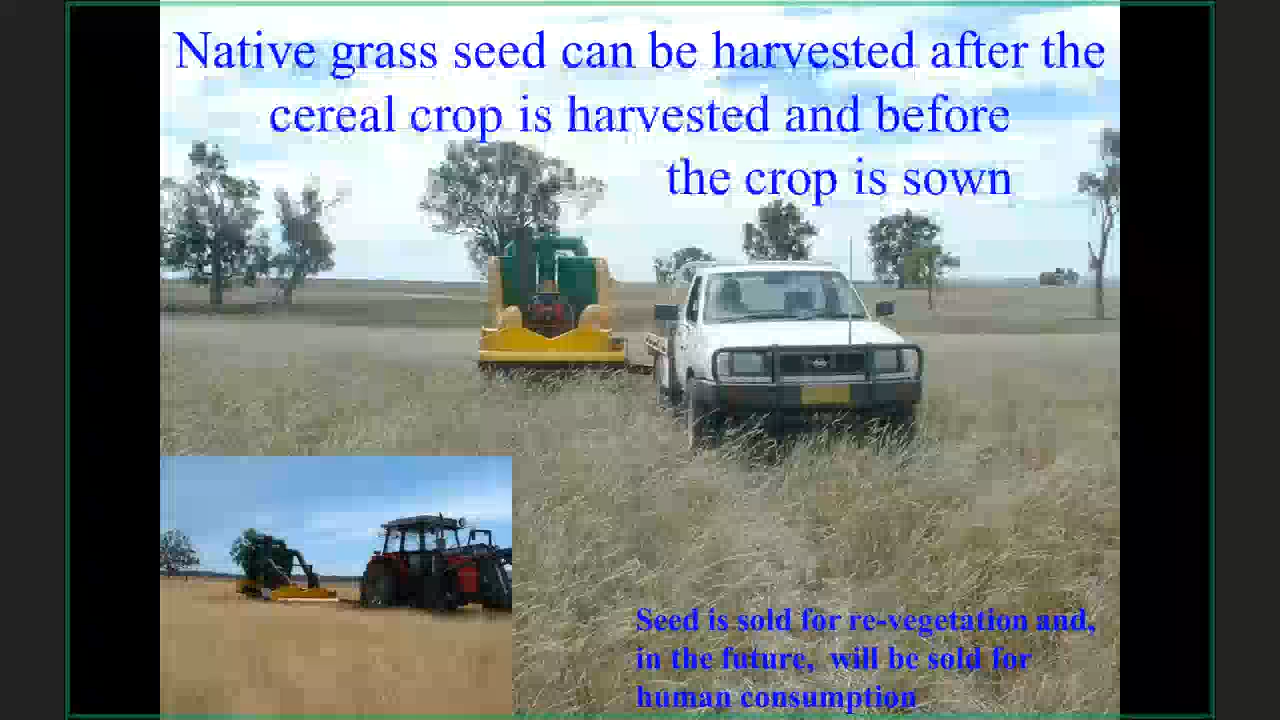 Native grass seed can be harvested after the
cereal crop is harvested and before
the crop is sown
Seed is sold for re-vegetation and,
in the future, will be sold for
human consumption